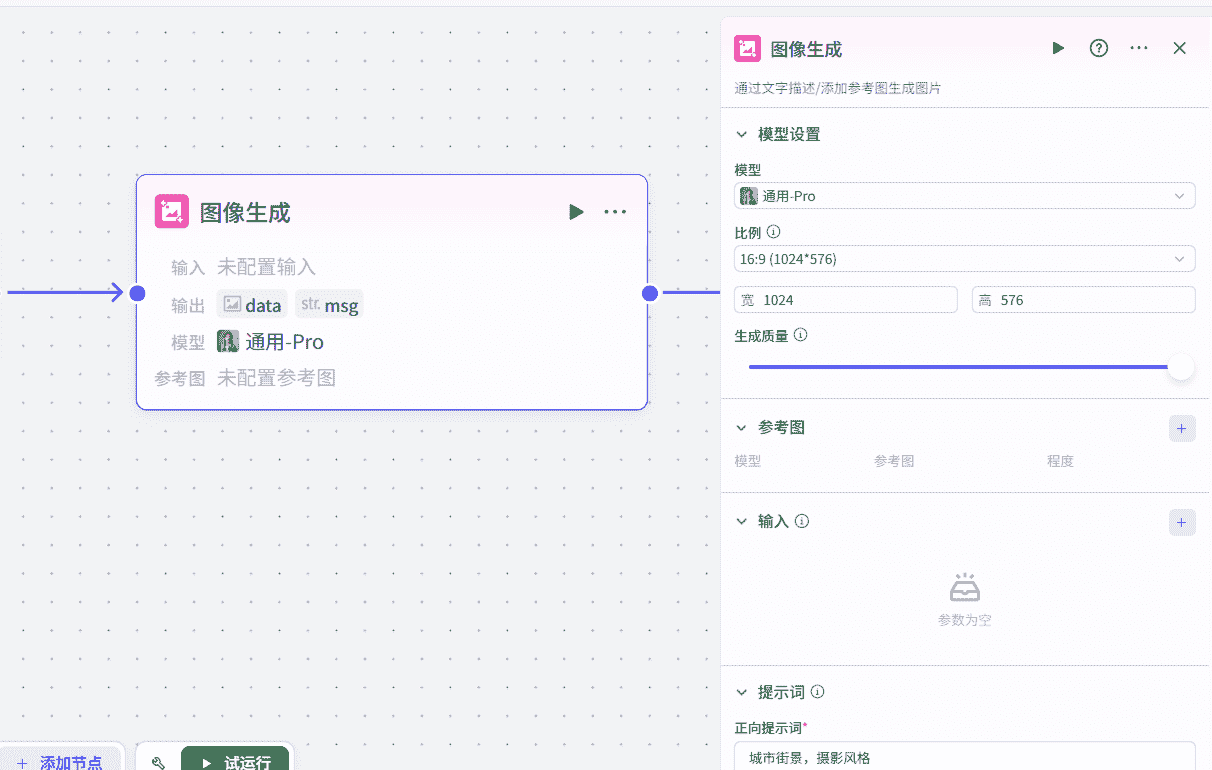 图像生成
输入 未配置输入
输出 data str. msg
模型 通用-Pro
参考图 未配置参考图
+ 添加节点
试运行
图像生成
通过文字描述/添加参考图生成图片
模型设置
模型
通用-Pro
比例
16:9 (1024*576)
宽 1024
高 576
生成质量
参考图
+
模型 参考图 程度
输入
+
参数为空
提示词
正向提示词*
城市街景，摄影风格